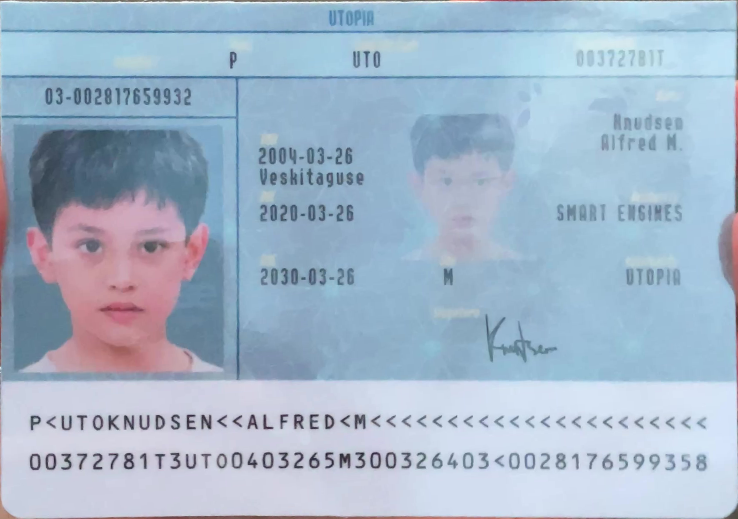 UTOPIA
P UTO 00372781T
03-002817659932
Knudsen
Alfred M.
2004-03-26
Veskitaguse
2020-03-26 SMART ENGINES
2030-03-26 M UTOPIA
Knutsen
P<UTOKNUDSEN<<ALFRED<M<<<<<<<<<<<<<<<<<<<<<<
00372781T3UTO0403265M300326403<0028176599358